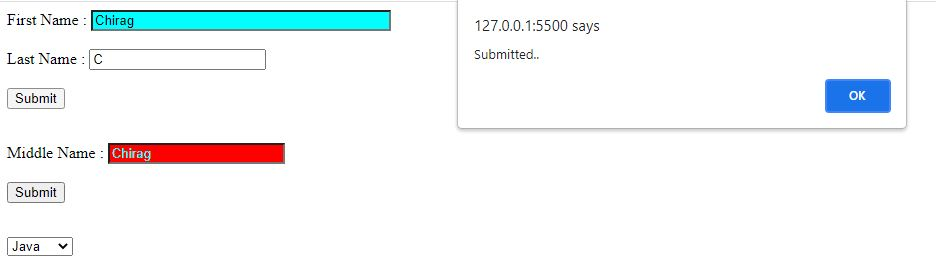 First Name : Chirag
Last Name : C
Submit
Middle Name : Chirag
Submit
Java
127.0.0.1:5500 says
Submitted..
OK